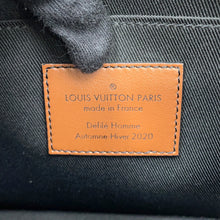 LOUIS VUITTON PARIS
made in France
Défilé Homme
Automne Hiver 2020